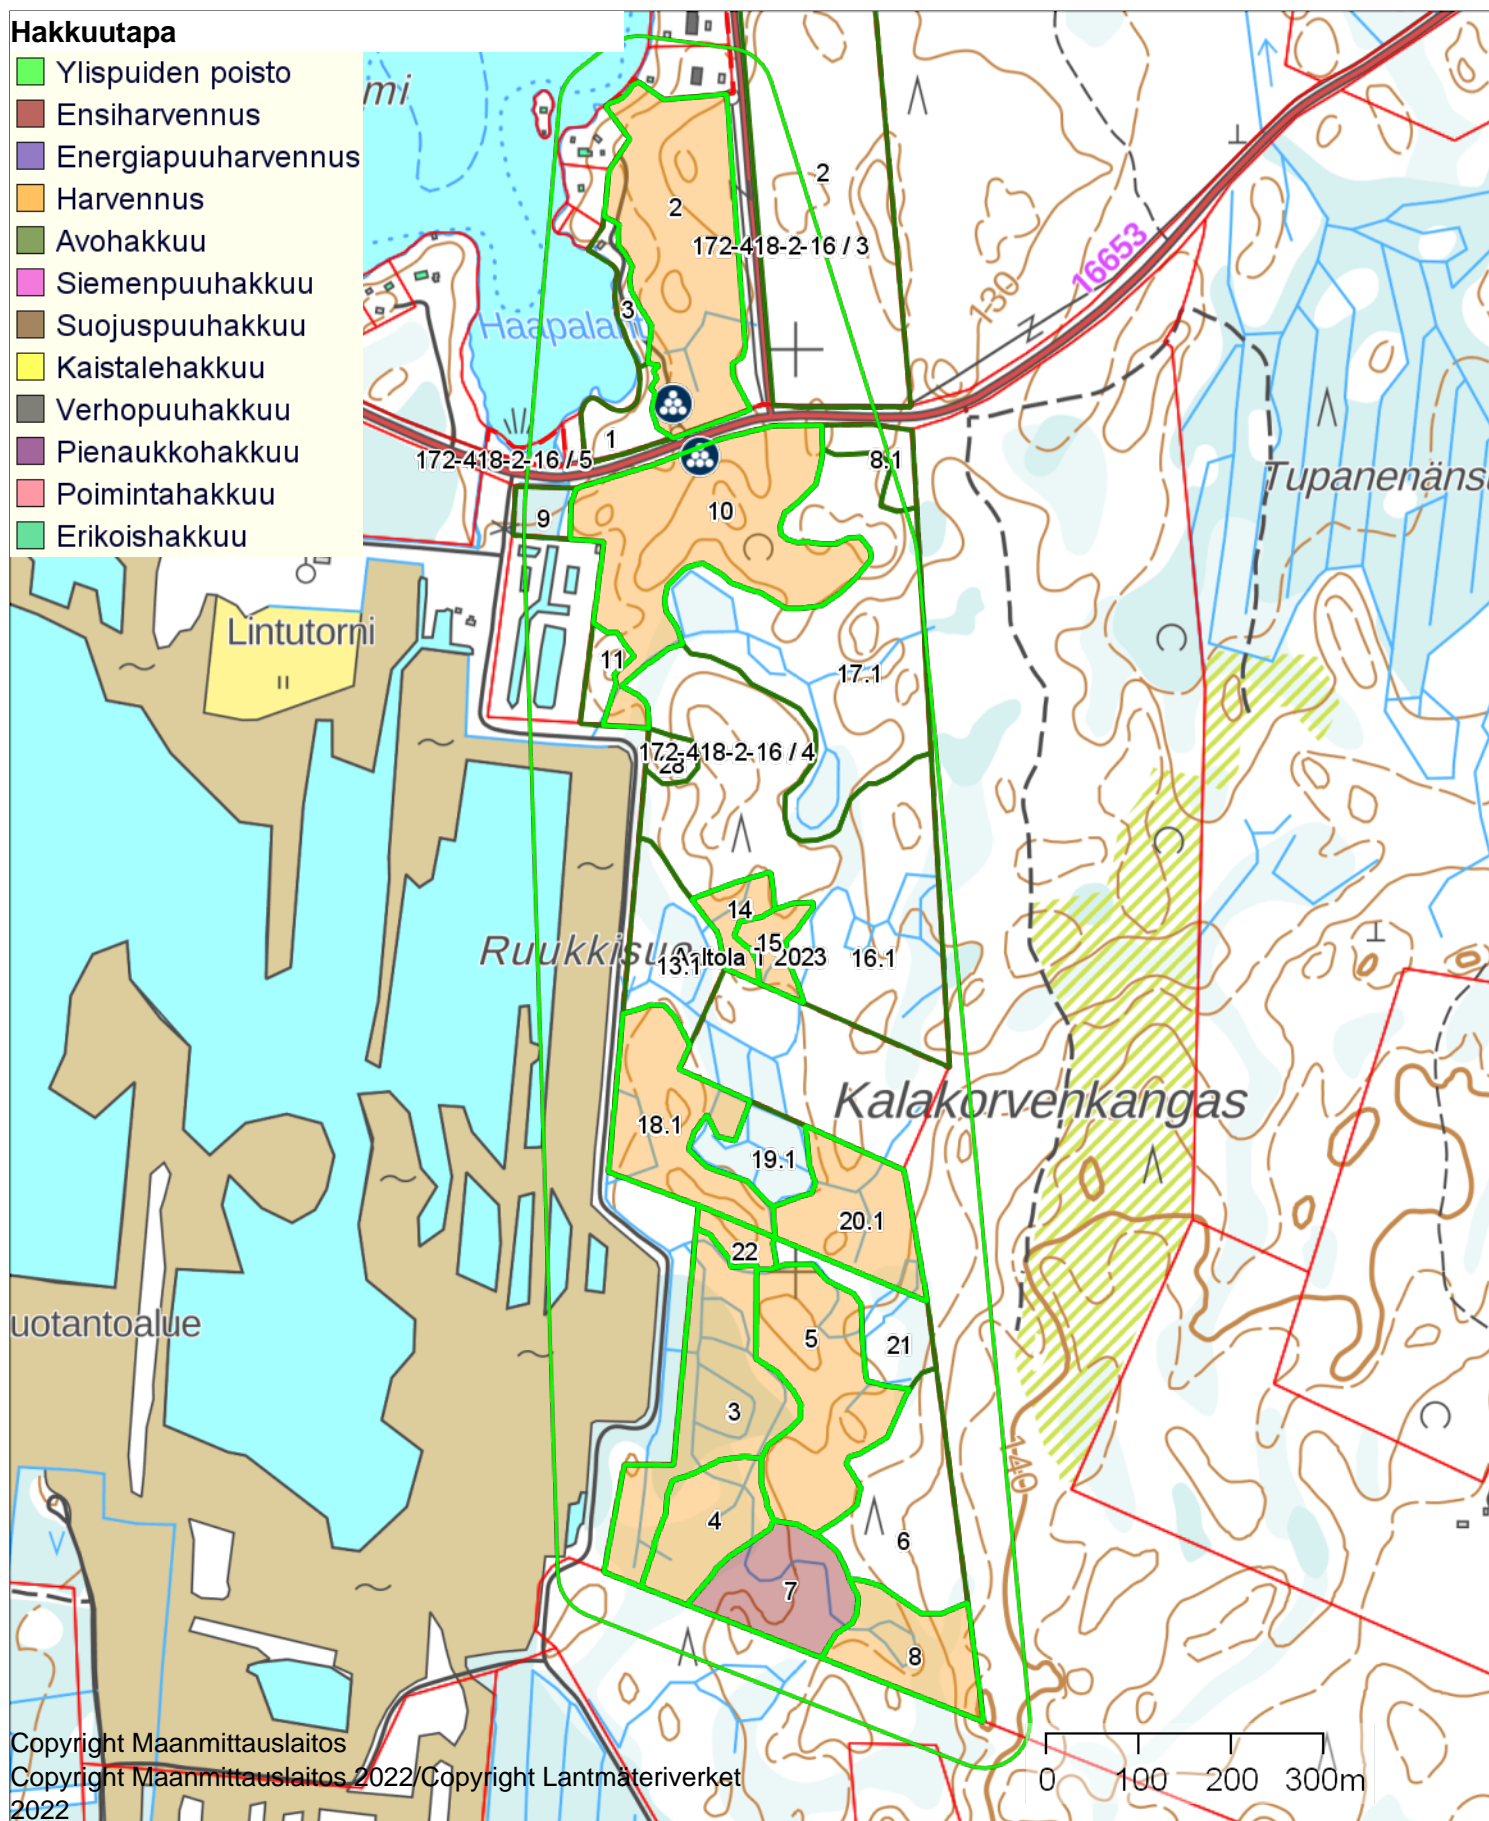 Hakkuutapa
Ylispuiden poisto
Ensiharvennus
Energiapuuharvennus
Harvennus
Avohakkuu
Siemenpuuhakkuu
Suojuspuuhakkuu
Kaistalehakkuu
Verhopuuhakkuu
Pienaukkohakkuu
Poimintahakkuu
Erikoishakkuu
mi
2
2
172-418-2-16 / 3
16653
130
3
Haapalaht
1
172-418-2-16 / 5
8.1
Tupanenäns
9
10
Lintutorni
11
17.1
172-418-2-16 / 4
28
14
15
Ruukkisuo
13.1
Aaltola 1 2023
16.1
Kalakorvenkangas
18.1
19.1
20.1
22
uotantoalue
5
21
3
140
4
6
7
8
Copyright Maanmittauslaitos
Copyright Maanmittauslaitos 2022/Copyright Lantmäteriverket
2022
0 100 200 300m